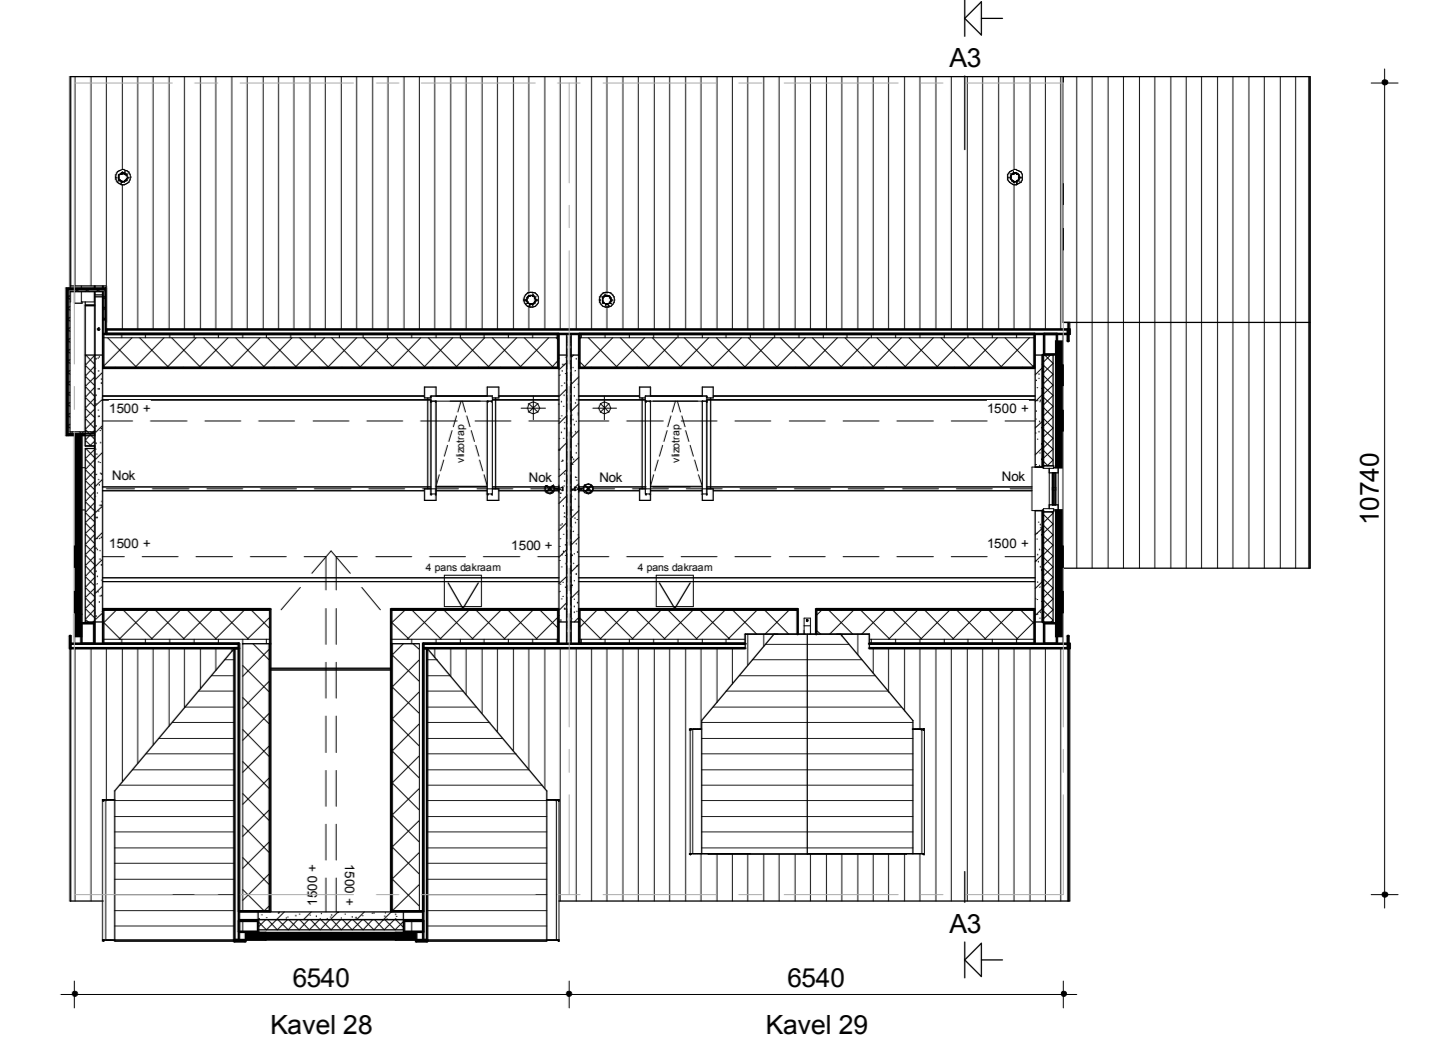 A3
10740
1500 +
1500 +
vlizotrap
vlizotrap
Nok
Nok
Nok
Nok
1500 +
1500 +
1500 +
4 pans dakraam
4 pans dakraam
1500 +
1500 +
A3
6540
6540
Kavel 28
Kavel 29